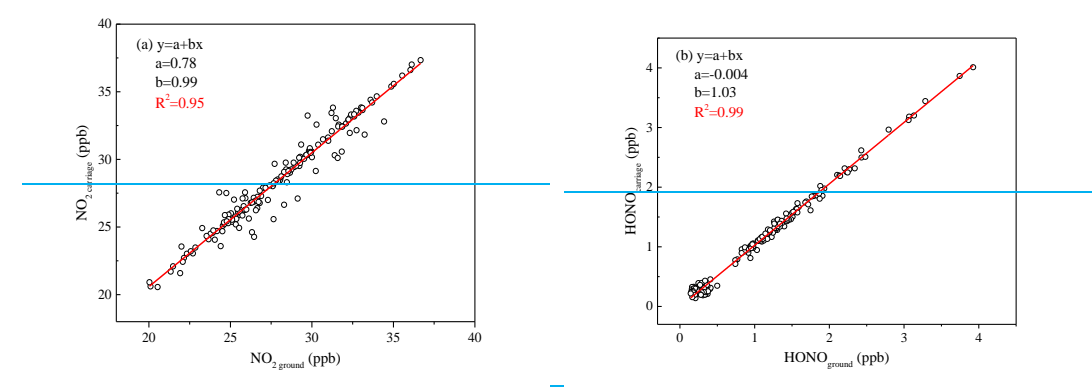 (a) y=a+bx
a=0.78
b=0.99
R²=0.95
40
35
30
25
20
NO₂ carriage (ppb)
20 25 30 35 40
NO₂ ground (ppb)
(b) y=a+bx
a=-0.004
b=1.03
R²=0.99
4
3
2
1
0
HONOcarriage (ppb)
0 1 2 3 4
HONOground (ppb)